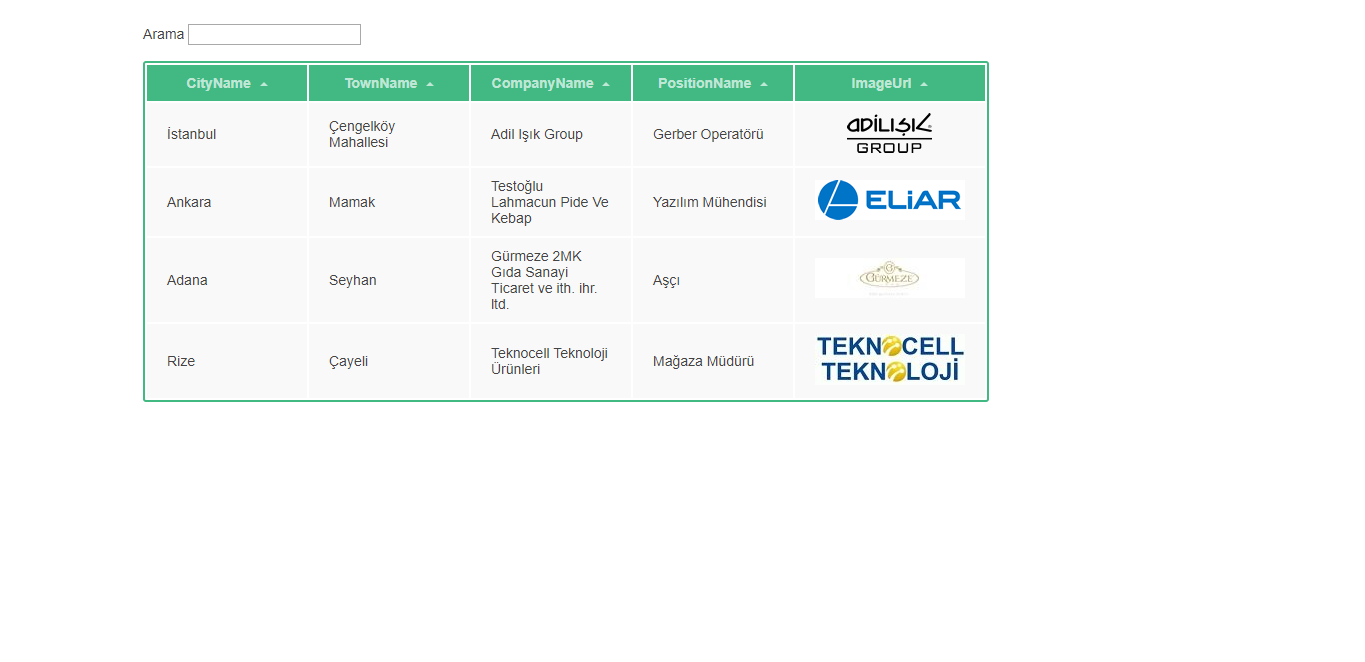 Arama
CityName TownName CompanyName PositionName ImageUrl
İstanbul
Çengelköy
Mahallesi
Adil Işık Group
Gerber Operatörü
ADİLIŞIK
GROUP
Ankara
Mamak
Testoğlu
Lahmacun Pide Ve
Kebap
Yazılım Mühendisi
ELiAR
Adana
Seyhan
Gürmeze 2MK
Gıda Sanayi
Ticaret ve ith. ihr.
ltd.
Aşçı
GÜRMEZE
Rize
Çayeli
Teknocell Teknoloji
Ürünleri
Mağaza Müdürü
TEKNOCELL
TEKNOLOJİ